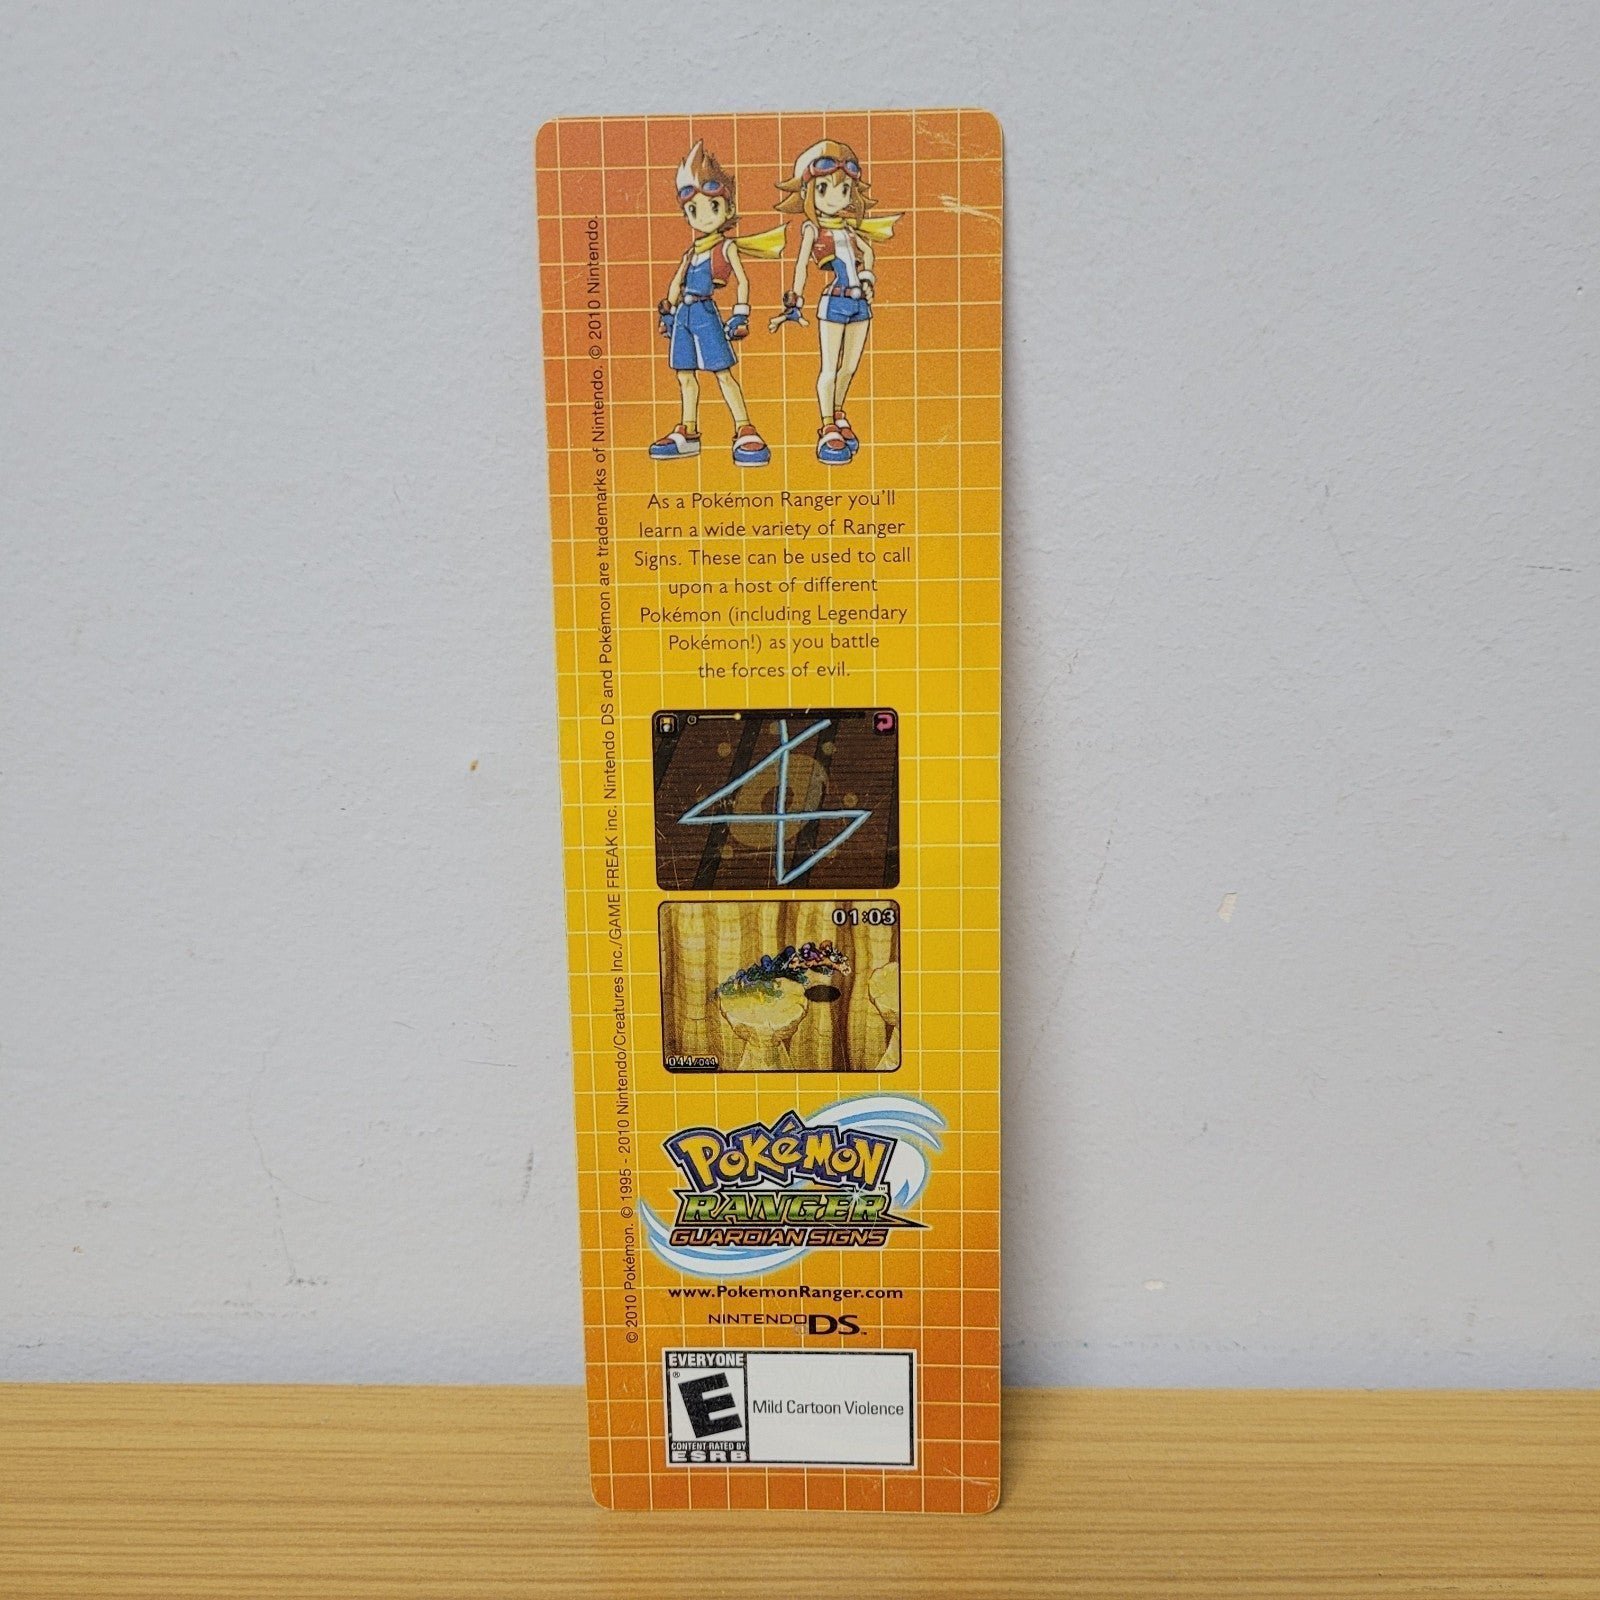 As a Pokémon Ranger you'll
learn a wide variety of Ranger
Signs. These can be used to call
upon a host of different
Pokémon (including Legendary
Pokémon!) as you battle
the forces of evil.
01:03
044/044
POKéMON
RANGER
GUARDIAN SIGNS
www.PokemonRanger.com
NINTENDO DS™
EVERYONE
E
®
CONTENT RATED BY
ESRB
Mild Cartoon Violence
© 2010 Pokémon. © 1995 - 2010 Nintendo/Creatures Inc./GAME FREAK inc. Nintendo DS and Pokémon are trademarks of Nintendo. © 2010 Nintendo.